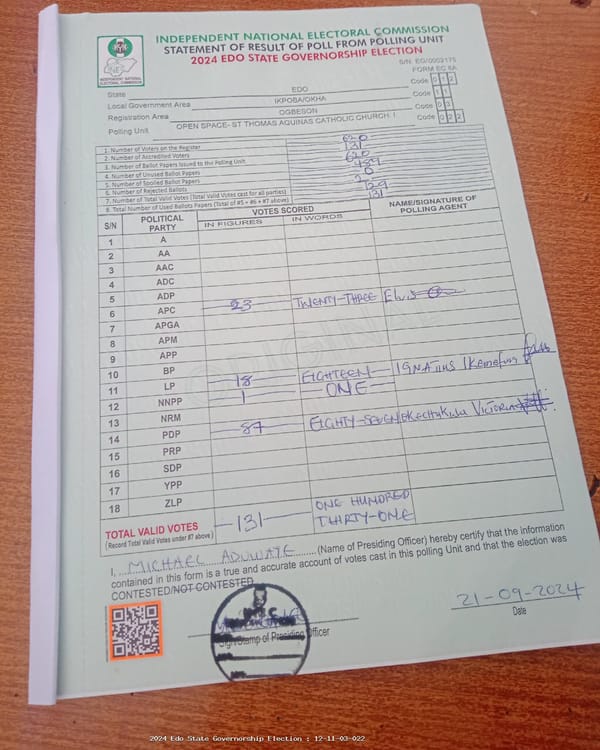 INDEPENDENT NATIONAL ELECTORAL COMMISSION
STATEMENT OF RESULT OF POLL FROM POLLING UNIT
2024 EDO STATE GOVERNORSHIP ELECTION
INDEPENDENT NATIONAL
ELECTORAL COMMISSION
S/N: EG/0003175
FORM EC 8A
State EDO Code 0 1 2
Local Government Area IKPOBA/OKHA Code 1 1
Registration Area OGBESON Code 0 3
Polling Unit OPEN SPACE- ST THOMAS AQUINAS CATHOLIC CHURCH I Code 0 2 2
1. Number of Voters on the Register 620
2. Number of Accredited Voters 131
3. Number of Ballot Papers Issued to the Polling Unit 620
4. Number of Unused Ballot Papers 489
5. Number of Spoiled Ballot Papers 0
6. Number of Rejected Ballots 2
7. Number of Total Valid Votes (Total Valid Votes cast for all parties) 129
8. Total Number of Used Ballots Papers (Total of #5 + #6 + #7 above) 131
S/N POLITICAL PARTY VOTES SCORED NAME/SIGNATURE OF POLLING AGENT
IN FIGURES IN WORDS
1 A
2 AA
3 AAC
4 ADC
5 ADP
6 APC 23 TWENTY-THREE
7 APGA
8 APM
9 APP
10 BP
11 LP 18 EIGHTEEN IGNATIUS
12 NNPP 1 ONE
13 NRM
14 PDP 87 EIGHTY-SEVEN VICTORIA
15 PRP
16 SDP
17 YPP
18 ZLP
TOTAL VALID VOTES 131 ONE HUNDRED
(Record Total Valid Votes under #7 above) THIRTY-ONE
I, MICHAEL (Name of Presiding Officer) hereby certify that the information
contained in this form is a true and accurate account of votes cast in this polling Unit and that the election was
CONTESTED/NOT CONTESTED
21-09-2024
Sign/Stamp of Presiding Officer
Date
2024 Edo State Governorship Election : 12-11-03-022